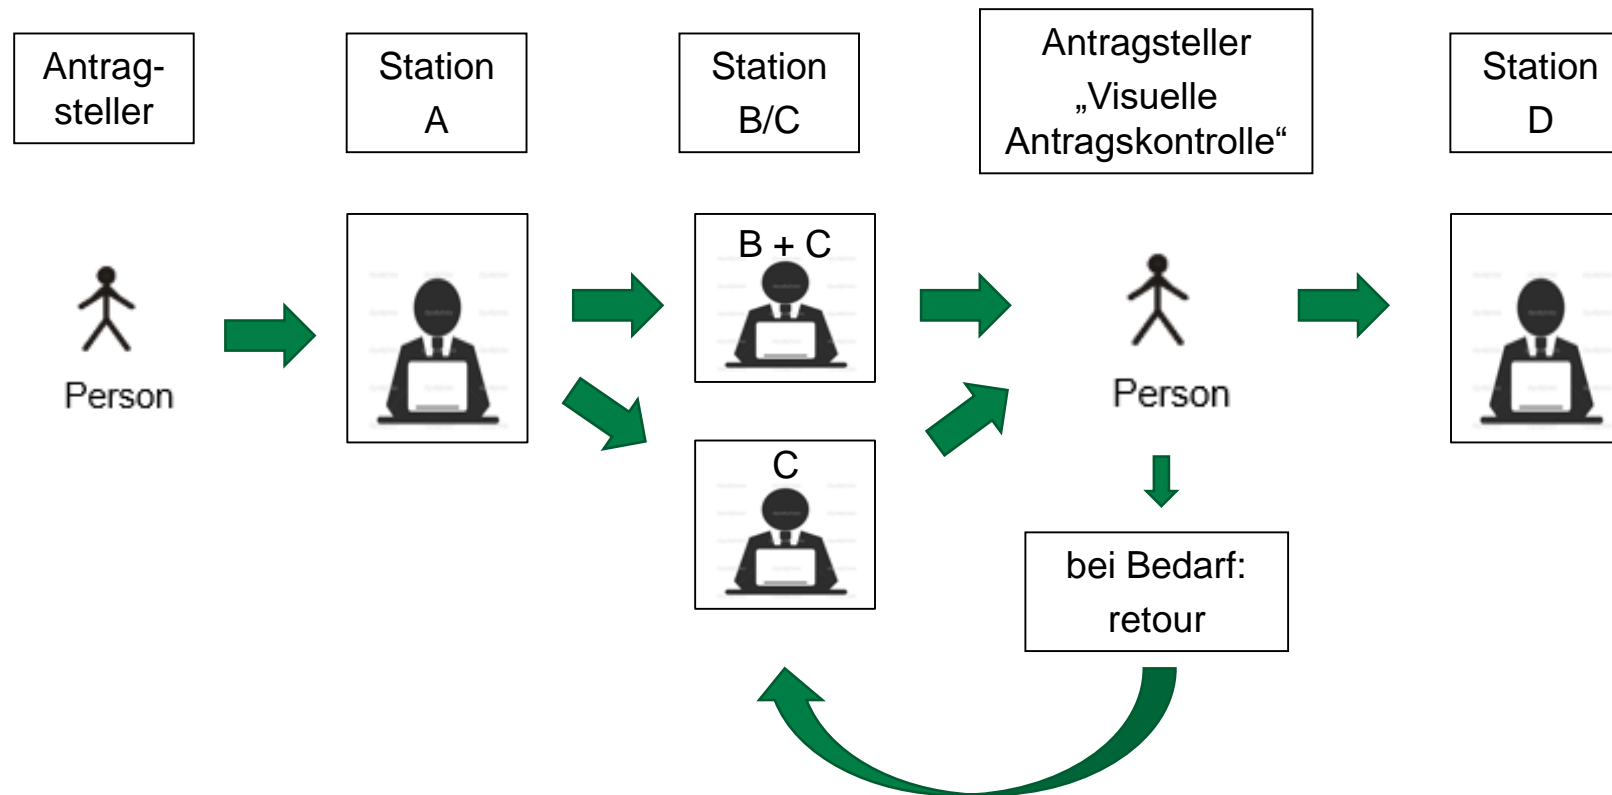 Antrag-
steller
Station
A
Station
B/C
Antragsteller
„Visuelle
Antragskontrolle“
Station
D
Person
B + C
C
Person
bei Bedarf:
retour